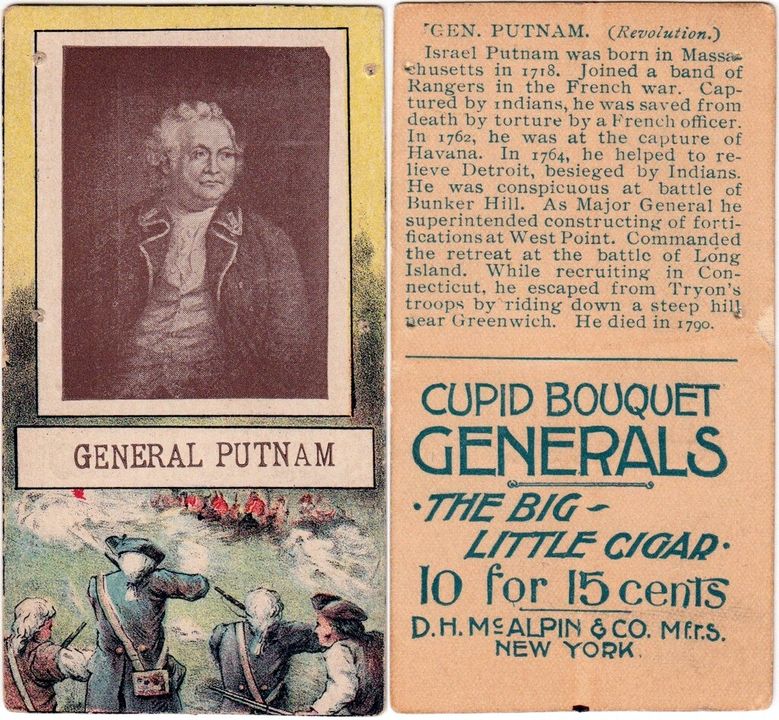 GENERAL PUTNAM
GEN. PUTNAM. (Revolution.)
Israel Putnam was born in Massa-
chusetts in 1718. Joined a band of
Rangers in the French war. Cap-
tured by indians, he was saved from
death by torture by a French officer.
In 1762, he was at the capture of
Havana. In 1764, he helped to re-
lieve Detroit, besieged by Indians.
He was conspicuous at battle of
Bunker Hill. As Major General he
superintended constructing of forti-
fications at West Point. Commanded
the retreat at the battle of Long
Island. While recruiting in Con-
necticut, he escaped from Tryon's
troops by riding down a steep hill
near Greenwich. He died in 1790.
CUPID BOUQUET
GENERALS
·THE BIG-
LITTLE CIGAR·
10 for 15 cents
D.H. McALPIN & CO. Mfrs.
NEW YORK.